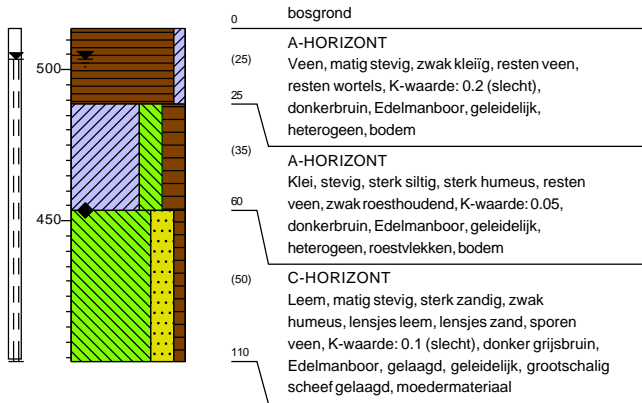 0
bosgrond
500
(25)
A-HORIZONT
Veen, matig stevig, zwak kleiïg, resten veen,
resten wortels, K-waarde: 0.2 (slecht),
25
donkerbruin, Edelmanboor, geleidelijk,
heterogeen, bodem
(35)
A-HORIZONT
Klei, stevig, sterk siltig, sterk humeus, resten
veen, zwak roesthoudend, K-waarde: 0.05,
450
60
donkerbruin, Edelmanboor, geleidelijk,
heterogeen, roestvlekken, bodem
(50)
C-HORIZONT
Leem, matig stevig, sterk zandig, zwak
humeus, lensjes leem, lensjes zand, sporen
veen, K-waarde: 0.1 (slecht), donker grijsbruin,
110
Edelmanboor, gelaagd, geleidelijk, grootschalig
scheef gelaagd, moedermateriaal